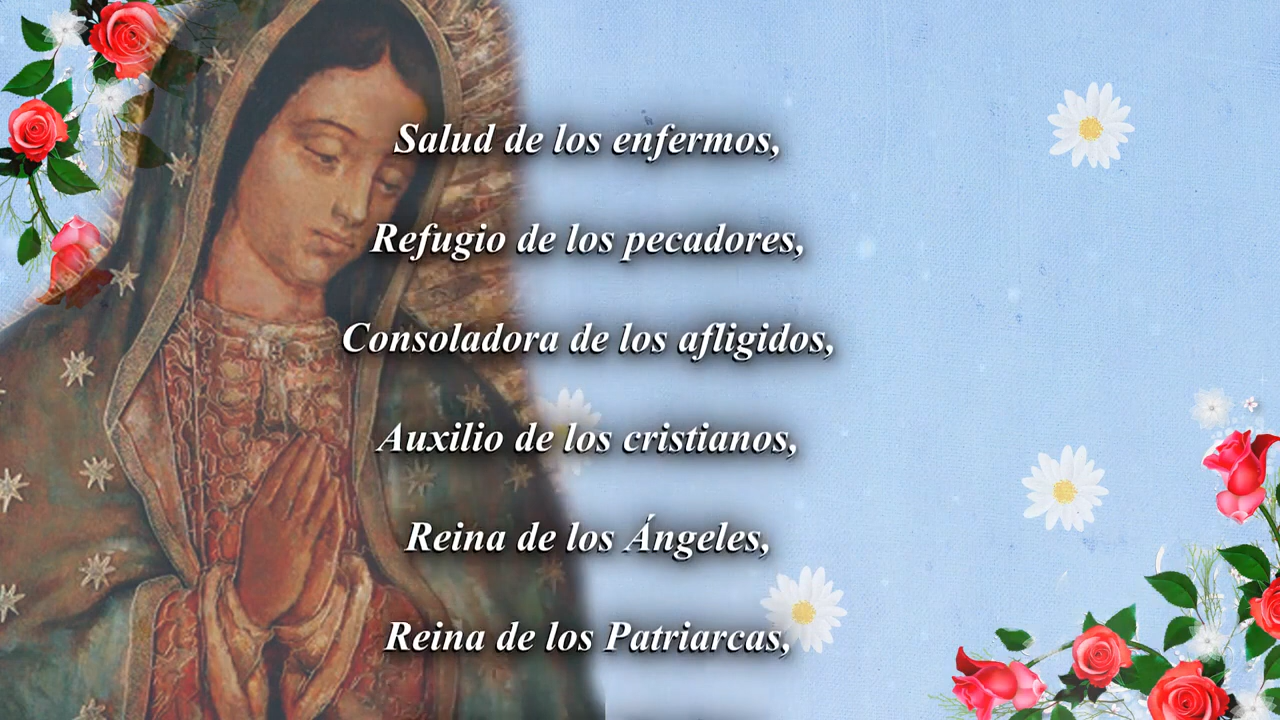 Salud de los enfermos,
Refugio de los pecadores,
Consoladora de los afligidos,
Auxilio de los cristianos,
Reina de los Ángeles,
Reina de los Patriarcas,